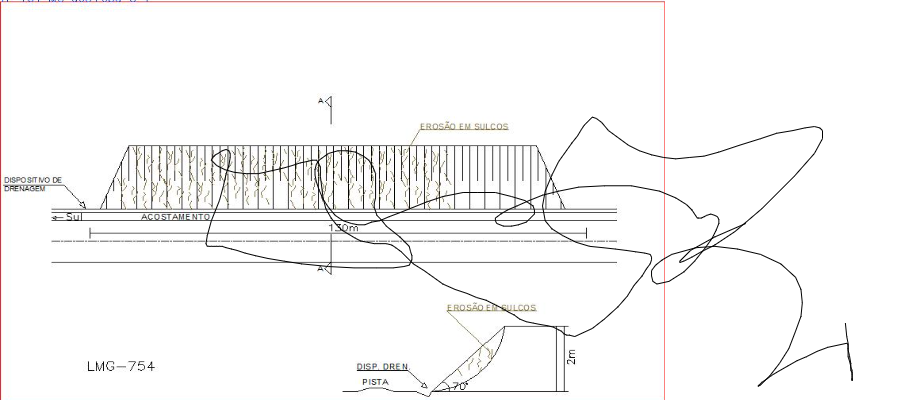 A
EROSÃO EM SULCOS
DISPOSITIVO DE
DRENAGEM
Sul
ACOSTAMENTO
130m
A
EROSÃO EM SULCOS
2m
LMG-754
DISP. DREN
PISTA
70°